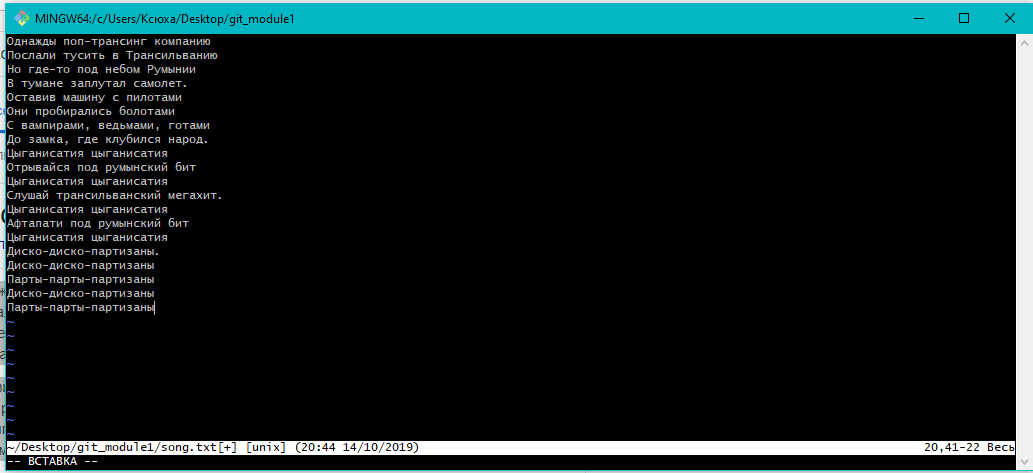 MINGW64:/c/Users/Ксюха/Desktop/git_module1
Однажды поп-трансинг компанию
Послали тусить в Трансильванию
Но где-то под небом Румынии
В тумане заплутал самолет.
Оставив машину с пилотами
Они пробирались болотами
С вампирами, ведьмами, готами
До замка, где клубился народ.
Цыганисатия цыганисатия
Отрывайся под румынский бит
Цыганисатия цыганисатия
Слушай трансильванский мегахит.
Цыганисатия цыганисатия
Афтапати под румынский бит
Цыганисатия цыганисатия
Диско-диско-партизаны.
Диско-диско-партизаны
Парты-парты-партизаны
Диско-диско-партизаны
Парты-парты-партизаны
~
~
~
~
~
~
~
~
~
~/Desktop/git_module1/song.txt[+] [unix] (20:44 14/10/2019) 20,41-22 Весь
-- ВСТАВКА --